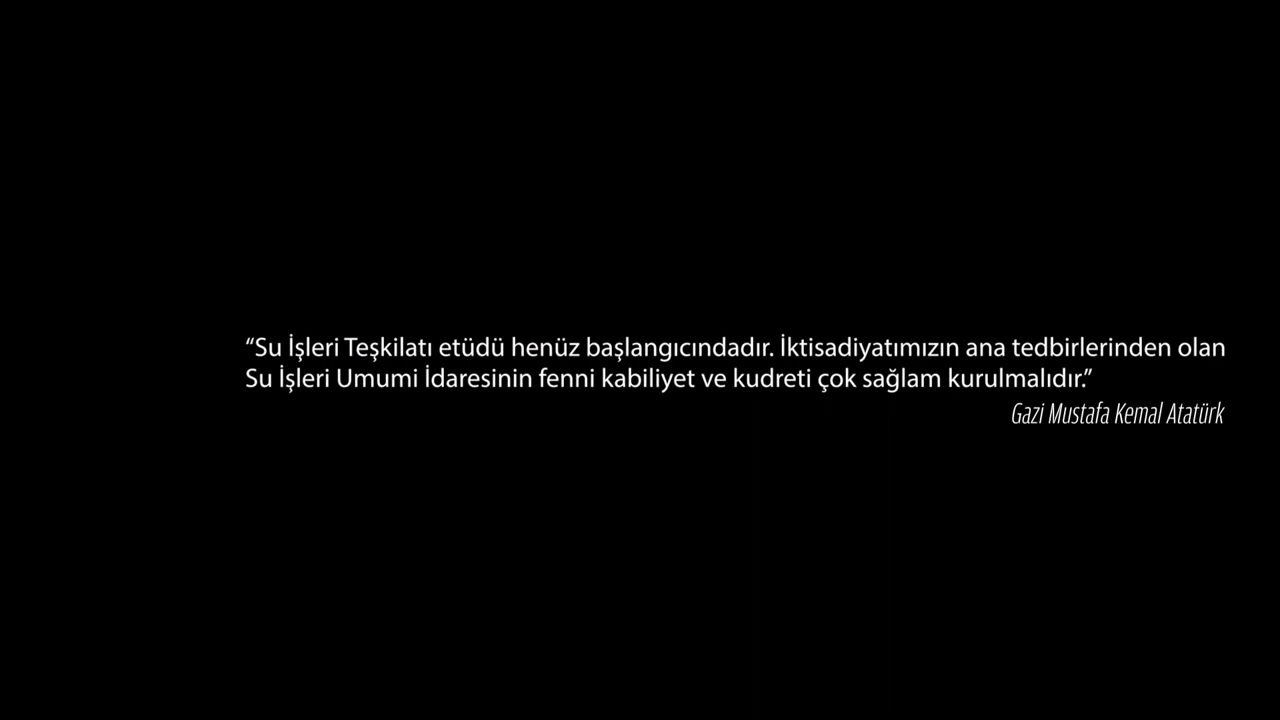 “Su İşleri Teşkilatı etüdü henüz başlangıcındadır. İktisadiyatımızın ana tedbirlerinden olan
Su İşleri Umumi İdaresinin fenni kabiliyet ve kudreti çok sağlam kurulmalıdır.”
Gazi Mustafa Kemal Atatürk